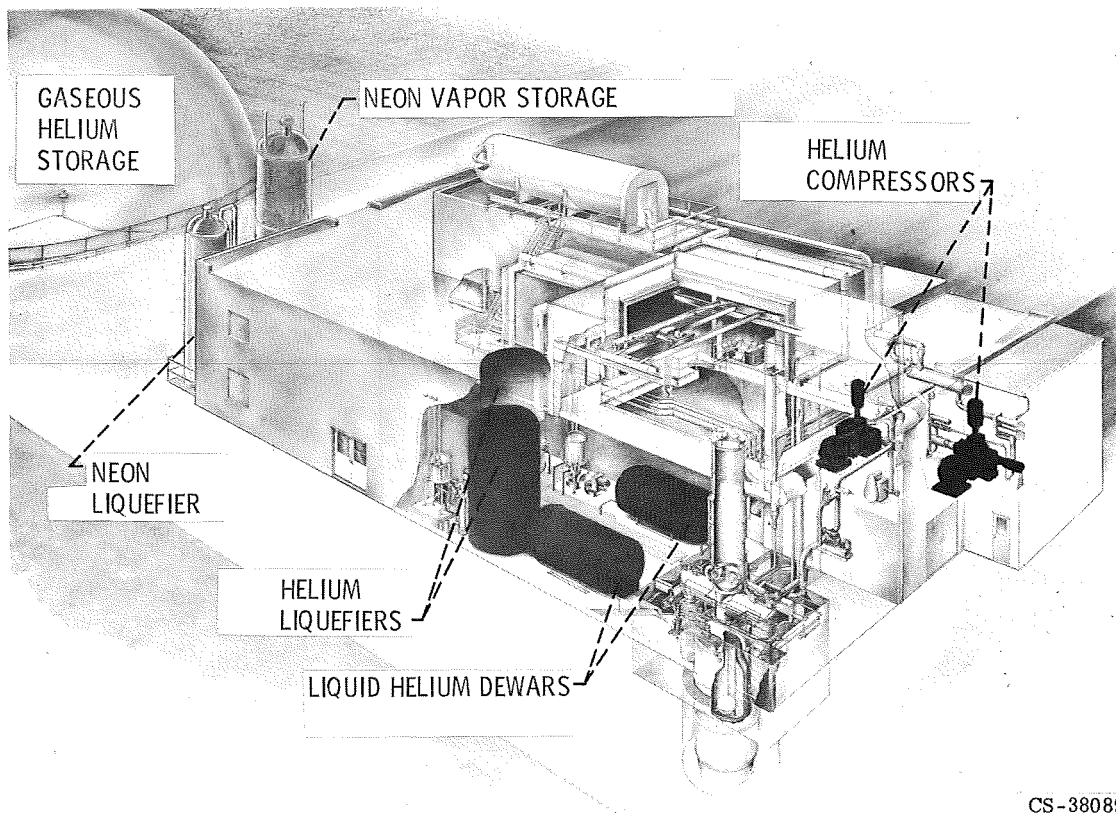 GASEOUS
HELIUM
STORAGE
NEON VAPOR STORAGE
HELIUM
COMPRESSORS
NEON
LIQUEFIER
HELIUM
LIQUEFIERS
LIQUID HELIUM DEWARS
CS-38089